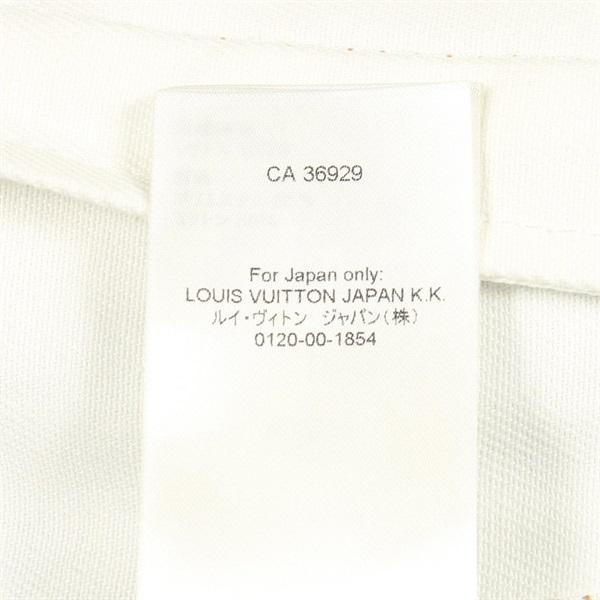 CA 36929
For Japan only:
LOUIS VUITTON JAPAN K.K.
ルイ・ヴィトン ジャパン(株)
0120-00-1854